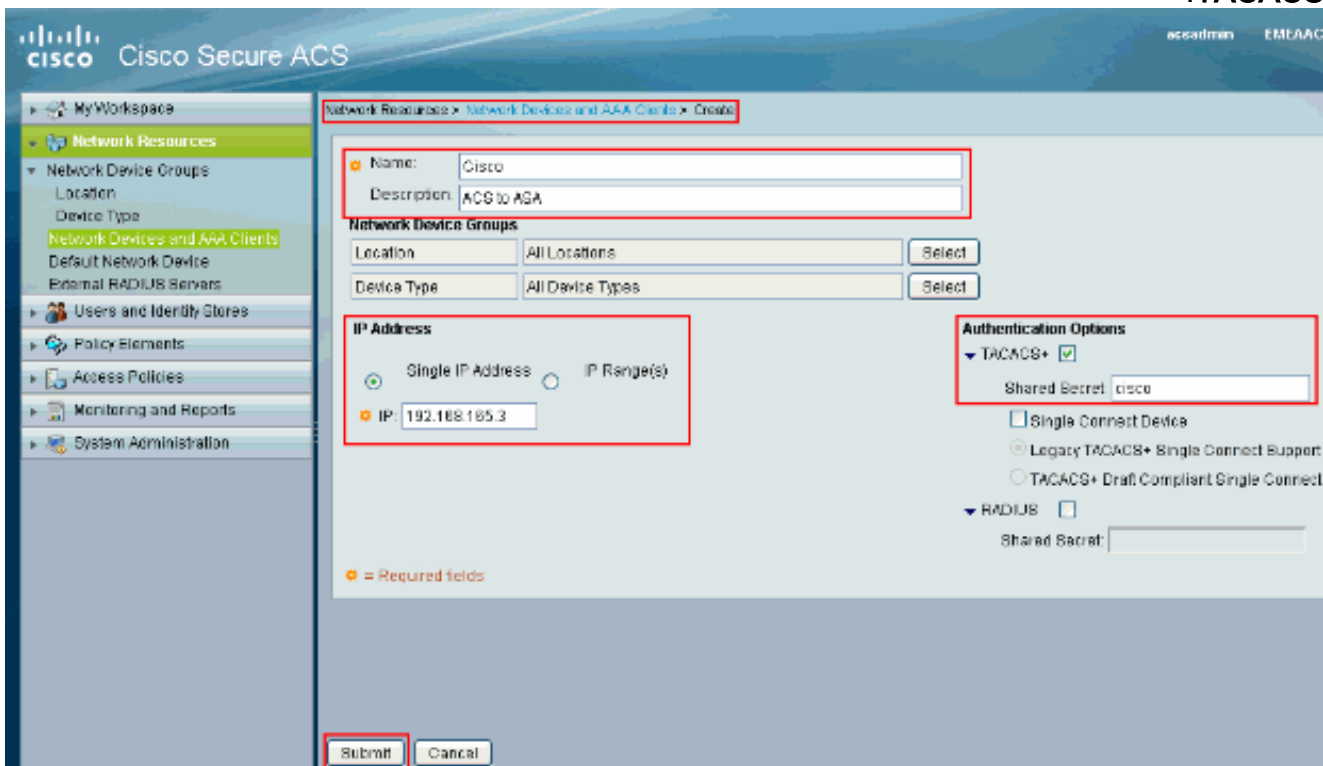 cisco Cisco Secure ACS
acsadmin EMEAAC
My Workspace
Network Resources
Network Device Groups
Location
Device Type
Network Devices and AAA Clients
Default Network Device
External RADIUS Servers
Users and Identity Stores
Policy Elements
Access Policies
Monitoring and Reports
System Administration
Network Resources > Network Devices and AAA Clients > Create
Name: Cisco
Description: ACS to ASA
Network Device Groups
Location All Locations Select
Device Type All Device Types Select
IP Address
Single IP Address IP Range(s)
IP: 192.168.165.3
Authentication Options
TACACS+
Shared Secret: cisco
Single Connect Device
Legacy TACACS+ Single Connect Support
TACACS+ Draft Compliant Single Connect
RADIUS
Shared Secret:
= Required fields
Submit Cancel